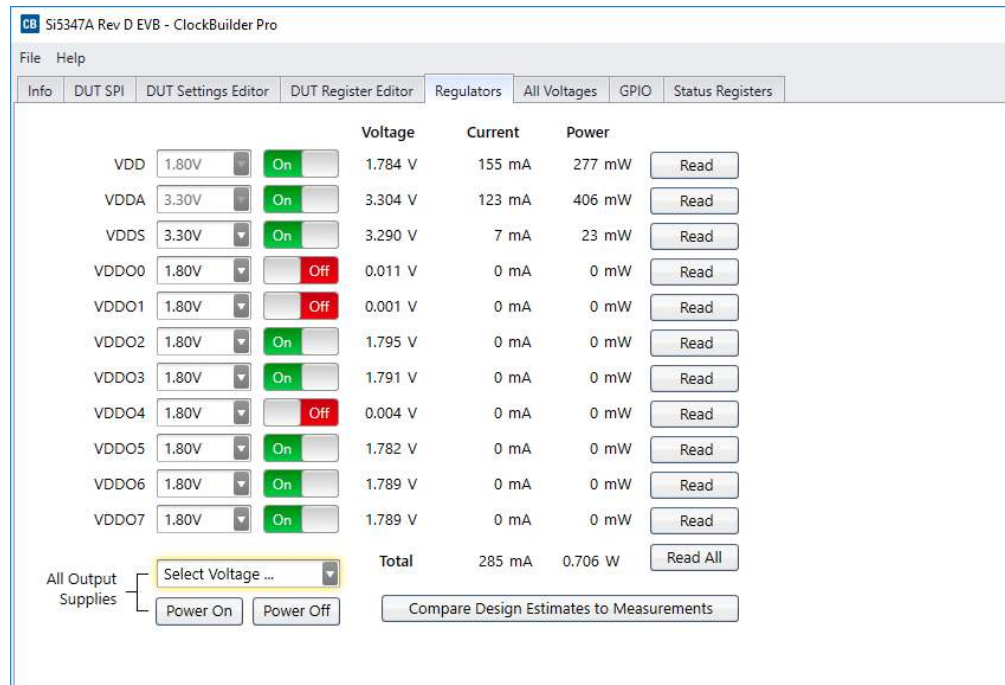 CB Si5347A Rev D EVB - ClockBuilder Pro
File Help
Info DUT SPI DUT Settings Editor DUT Register Editor Regulators All Voltages GPIO Status Registers
Voltage Current Power
VDD 1.80V On 1.784 V 155 mA 277 mW Read
VDDA 3.30V On 3.304 V 123 mA 406 mW Read
VDDS 3.30V On 3.290 V 7 mA 23 mW Read
VDDO0 1.80V Off 0.011 V 0 mA 0 mW Read
VDDO1 1.80V Off 0.001 V 0 mA 0 mW Read
VDDO2 1.80V On 1.795 V 0 mA 0 mW Read
VDDO3 1.80V On 1.791 V 0 mA 0 mW Read
VDDO4 1.80V Off 0.004 V 0 mA 0 mW Read
VDDO5 1.80V On 1.782 V 0 mA 0 mW Read
VDDO6 1.80V On 1.789 V 0 mA 0 mW Read
VDDO7 1.80V On 1.789 V 0 mA 0 mW Read
Total 285 mA 0.706 W Read All
All Output Supplies
Select Voltage ...
Power On Power Off
Compare Design Estimates to Measurements